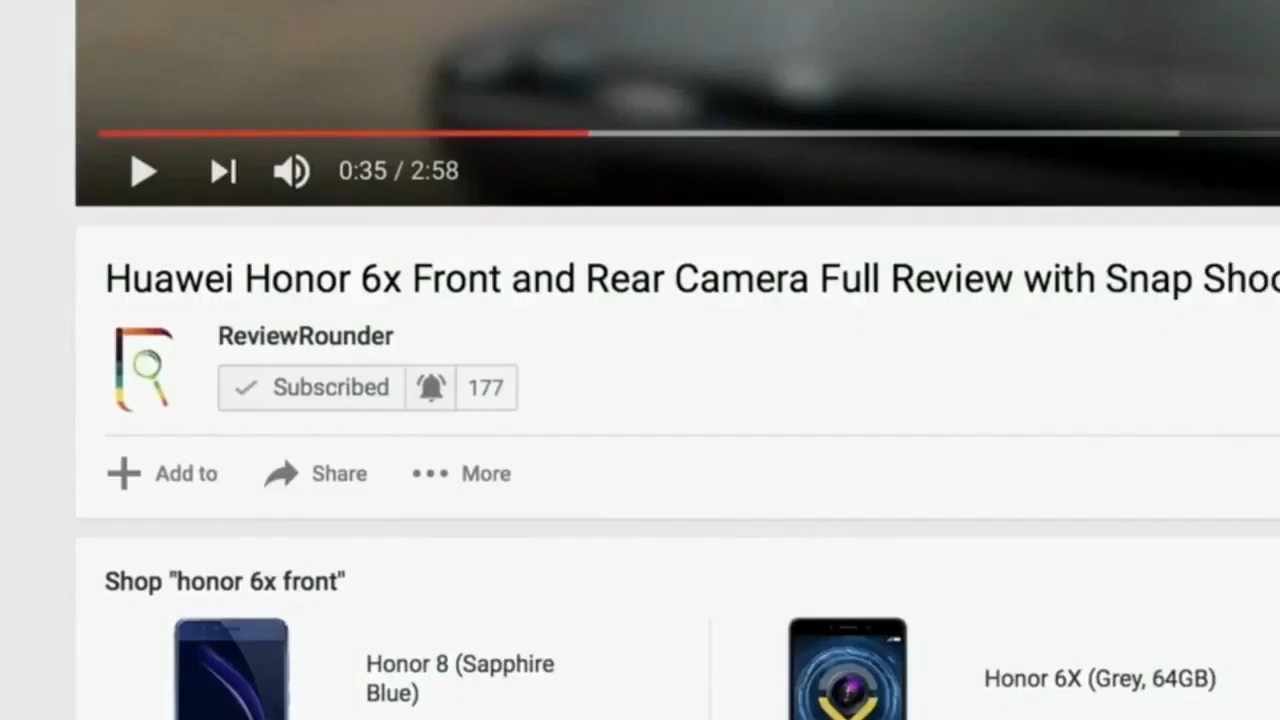 0:35 / 2:58
Huawei Honor 6x Front and Rear Camera Full Review with Snap
ReviewRounder
Subscribed 177
Add to Share More
Shop "honor 6x front"
Honor 8 (Sapphire
Blue)
Honor 6X (Grey, 64GB)